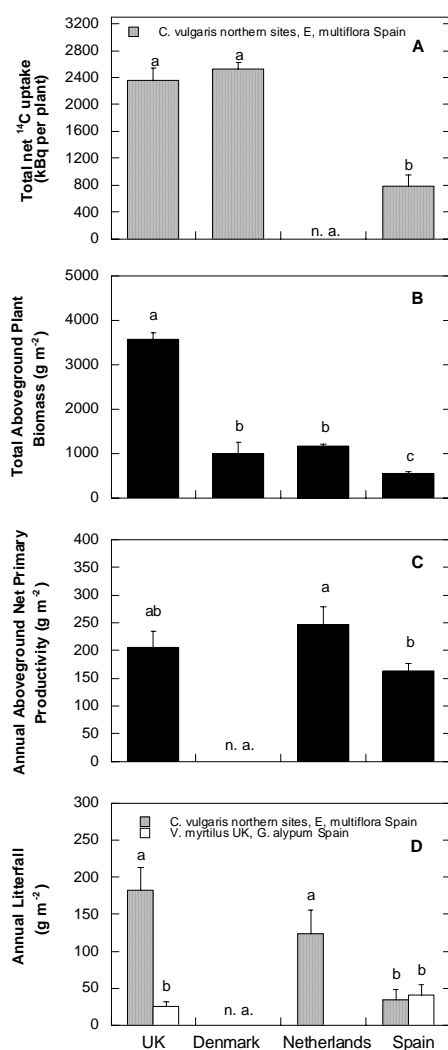 C. vulgaris northern sites, E, multiflora Spain
A
Total net ¹⁴C uptake
(kBq per plant)
3200
2800
2400
2000
1600
1200
800
400
0
a
a
n. a.
b
B
Total Aboveground Plant
Biomass (g m⁻²)
5000
4000
3000
2000
1000
0
a
b
b
c
C
Annual Aboveground Net Primary
Productivity (g m⁻²)
400
350
300
250
200
150
100
50
0
ab
n. a.
a
b
C. vulgaris northern sites, E. multiflora Spain
V. myrtilus UK, G. alypum Spain
D
Annual Litterfall
(g m⁻²)
300
250
200
150
100
50
0
a
b
n. a.
a
b b
UK Denmark Netherlands Spain